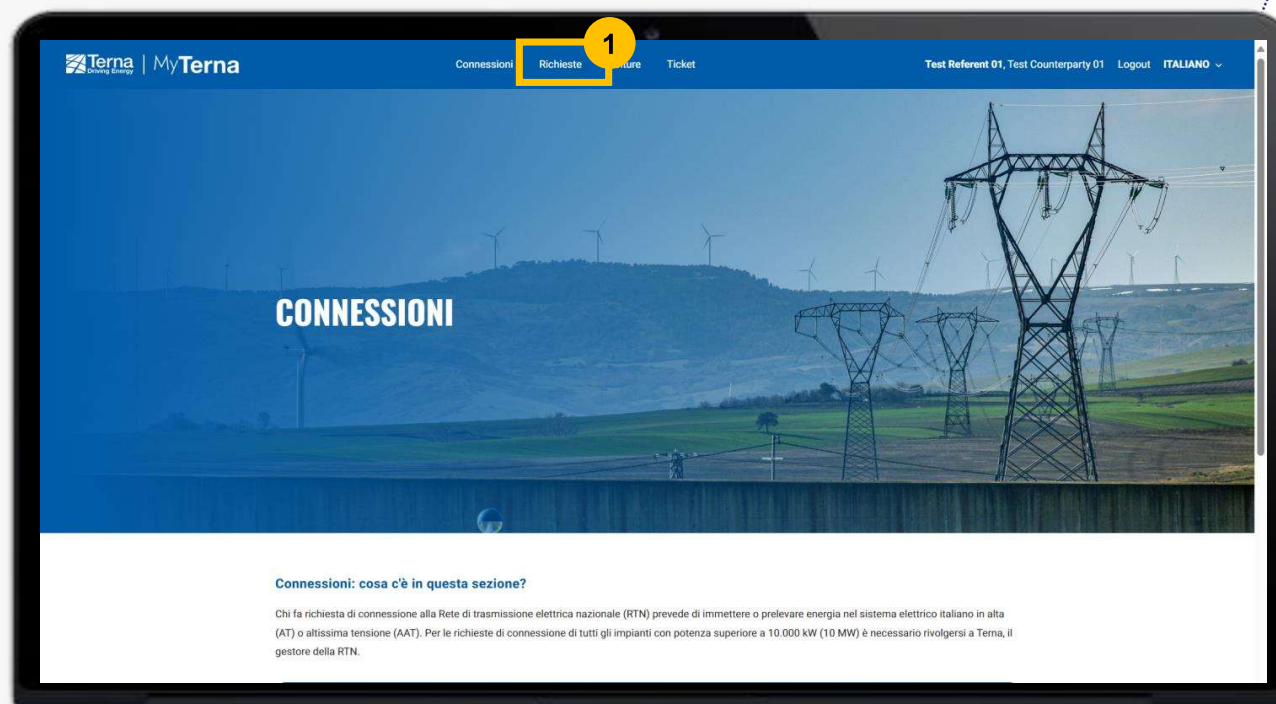 1
Terna
Driving Energy
MyTerna
Connessioni Richieste Ticket
Test Referent 01, Test Counterparty 01 Logout ITALIANO
CONNESSIONI
Connessioni: cosa c'è in questa sezione?
Chi fa richiesta di connessione alla Rete di trasmissione elettrica nazionale (RTN) prevede di immettere o prelevare energia nel sistema elettrico italiano in alta
(AT) o altissima tensione (AAT). Per le richieste di connessione di tutti gli impianti con potenza superiore a 10.000 kW (10 MW) è necessario rivolgersi a Terna, il
gestore della RTN.